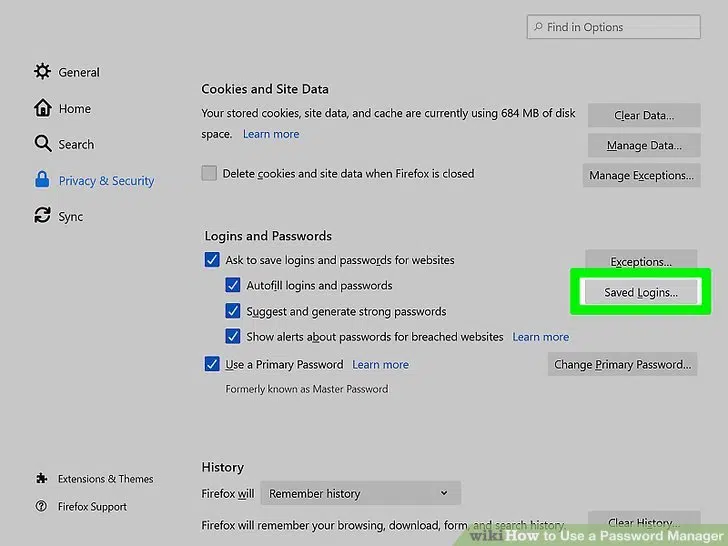 Find in Options
General
Home
Search
Privacy & Security
Sync
Extensions & Themes
Firefox Support
Cookies and Site Data
Your stored cookies, site data, and cache are currently using 684 MB of disk
space. Learn more
Clear Data...
Manage Data...
Delete cookies and site data when Firefox is closed
Manage Exceptions...
Logins and Passwords
Ask to save logins and passwords for websites
Exceptions...
Autofill logins and passwords
Saved Logins...
Suggest and generate strong passwords
Show alerts about passwords for breached websites Learn more
Use a Primary Password Learn more
Change Primary Password...
Formerly known as Master Password
History
Firefox will Remember history
Firefox will remember your browsing, download, form, and search history.
Clear History...
wikiHow to Use a Password Manager